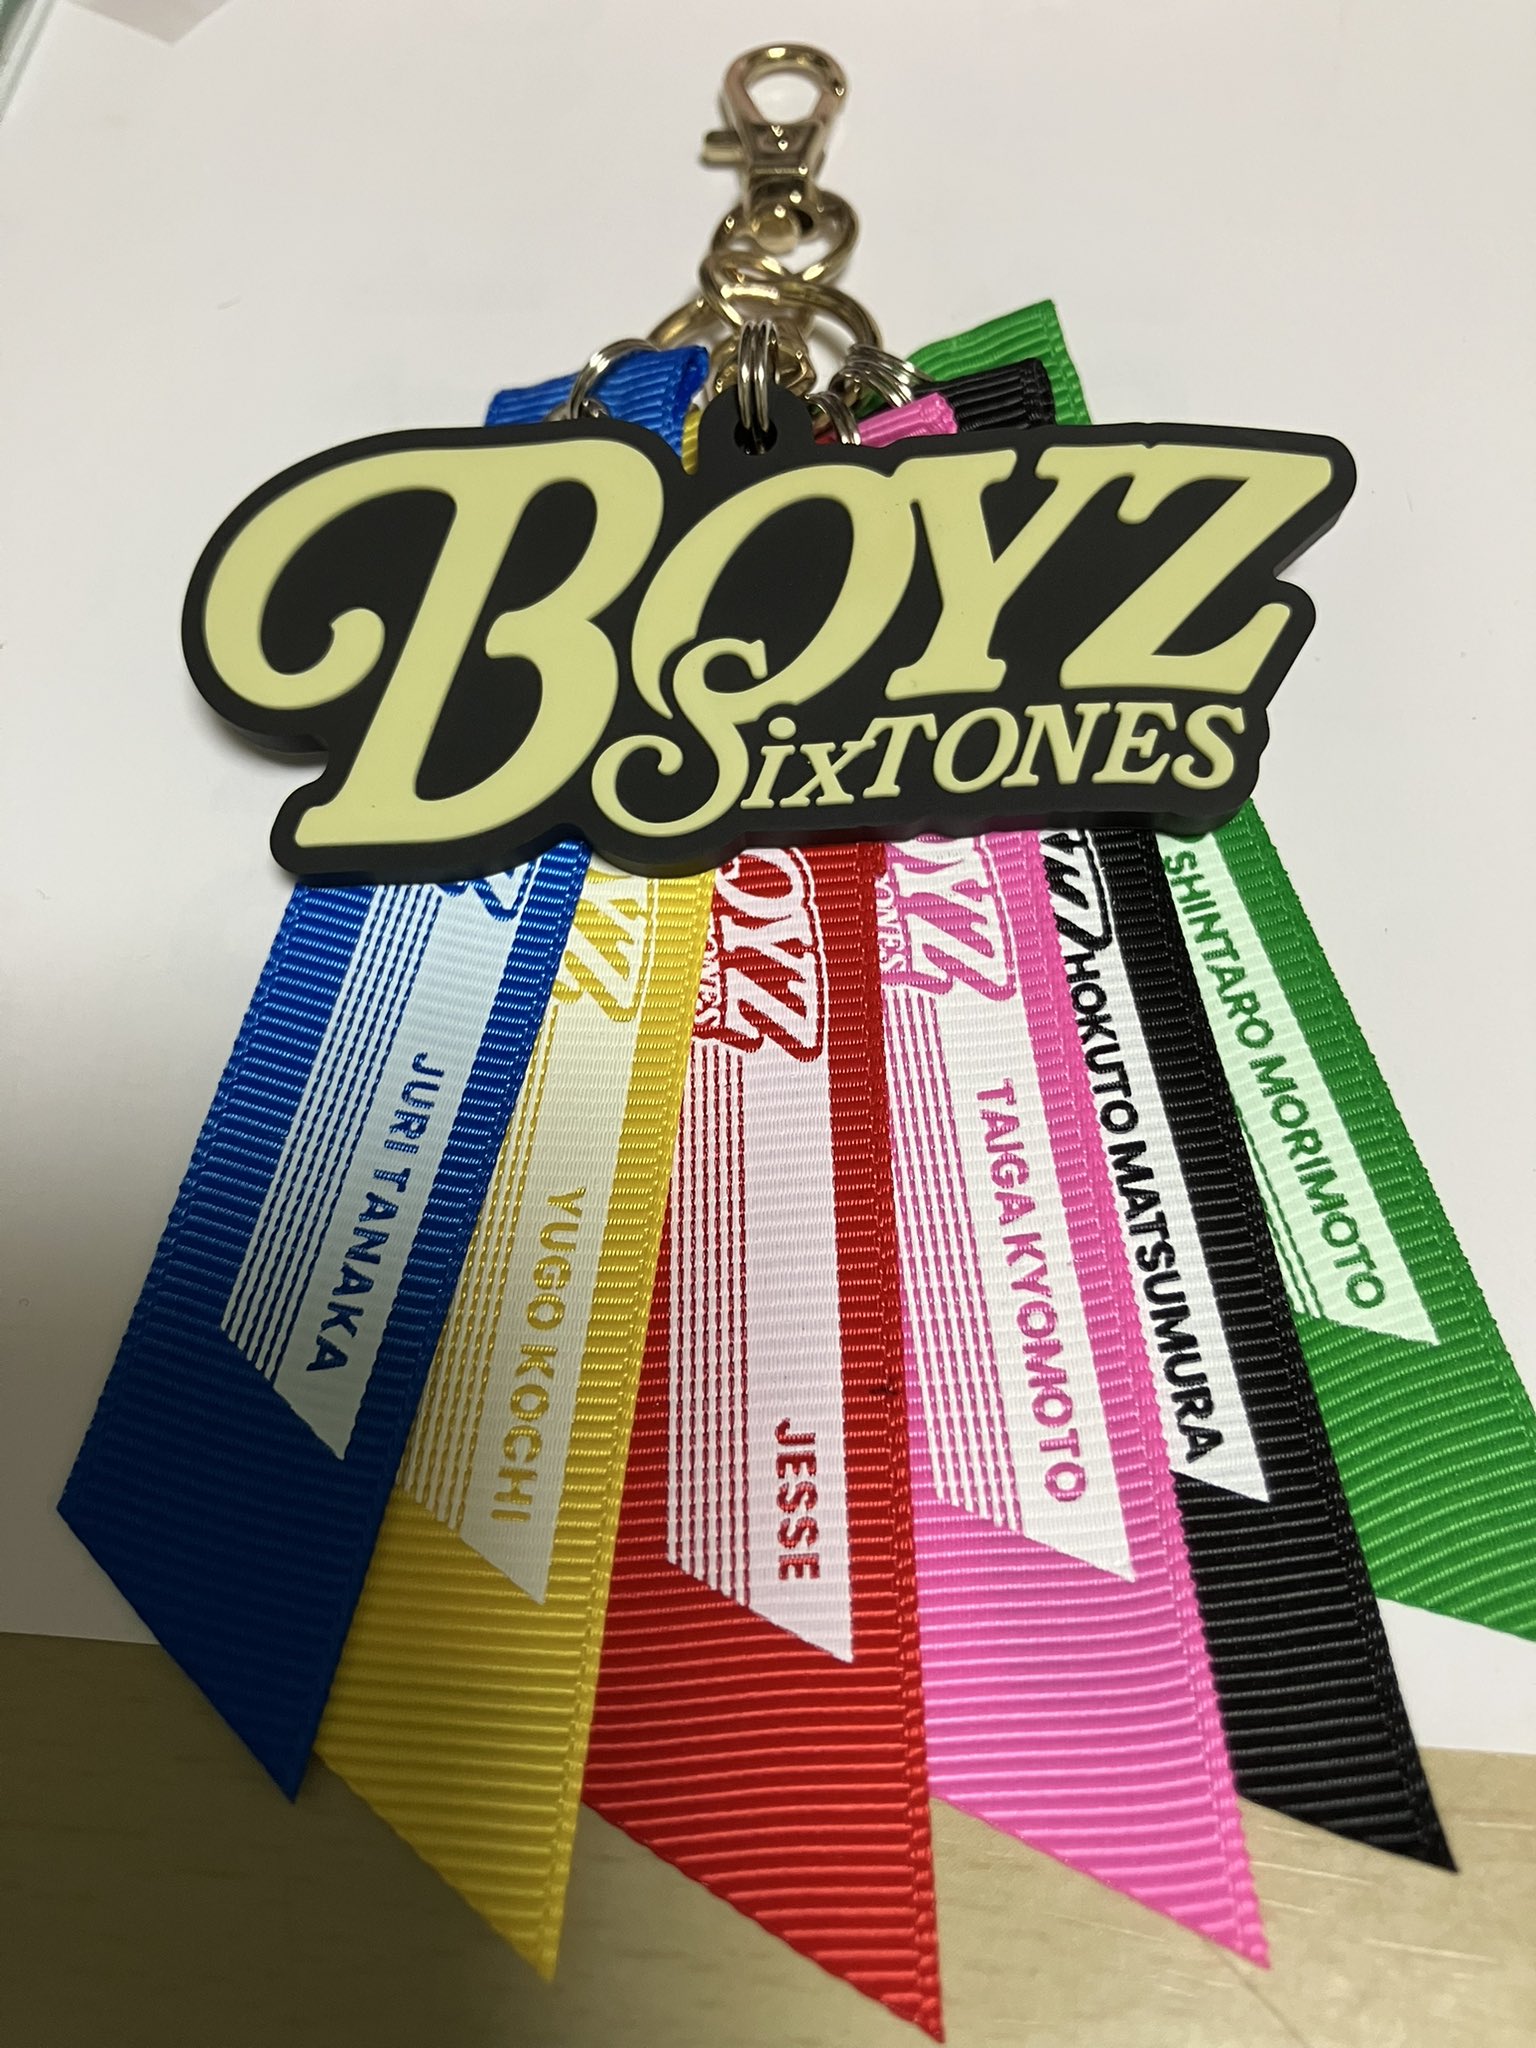 BOYZ
SixTONES
JURI TANAKA
YUGO KOCHI
JESSE
TAIGA KYOMOTO
HOKUTO MATSUMURA
SHINTARO MORIMOTO